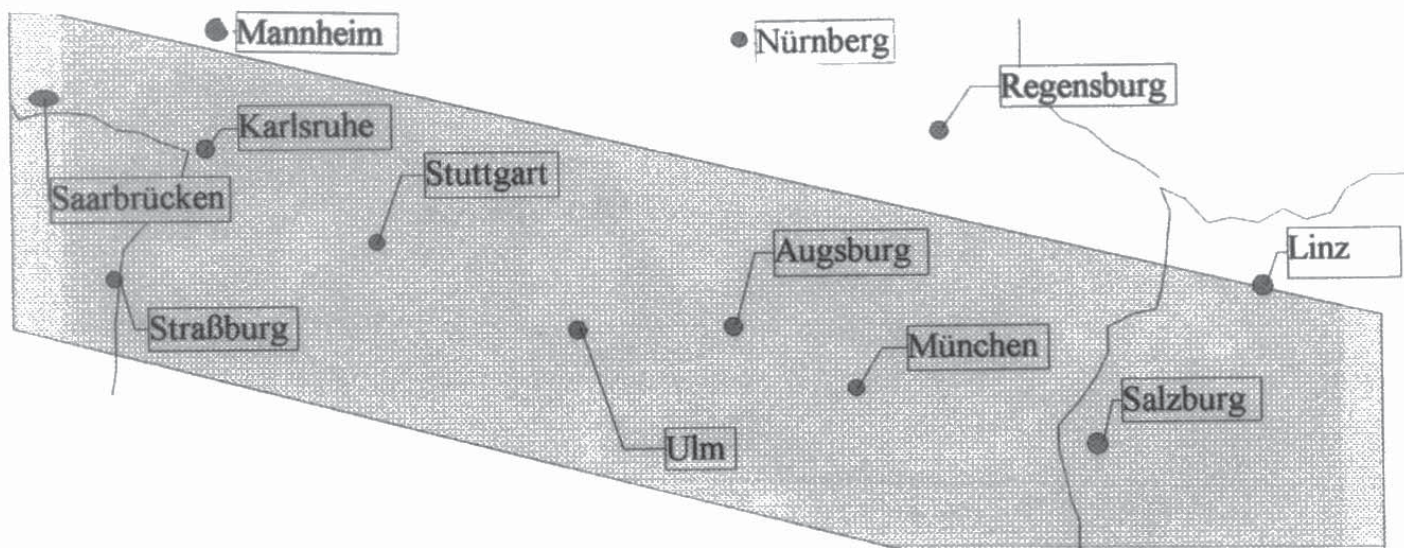 Mannheim
Nürnberg
Regensburg
Karlsruhe
Stuttgart
Saarbrücken
Augsburg
Linz
Straßburg
München
Salzburg
Ulm